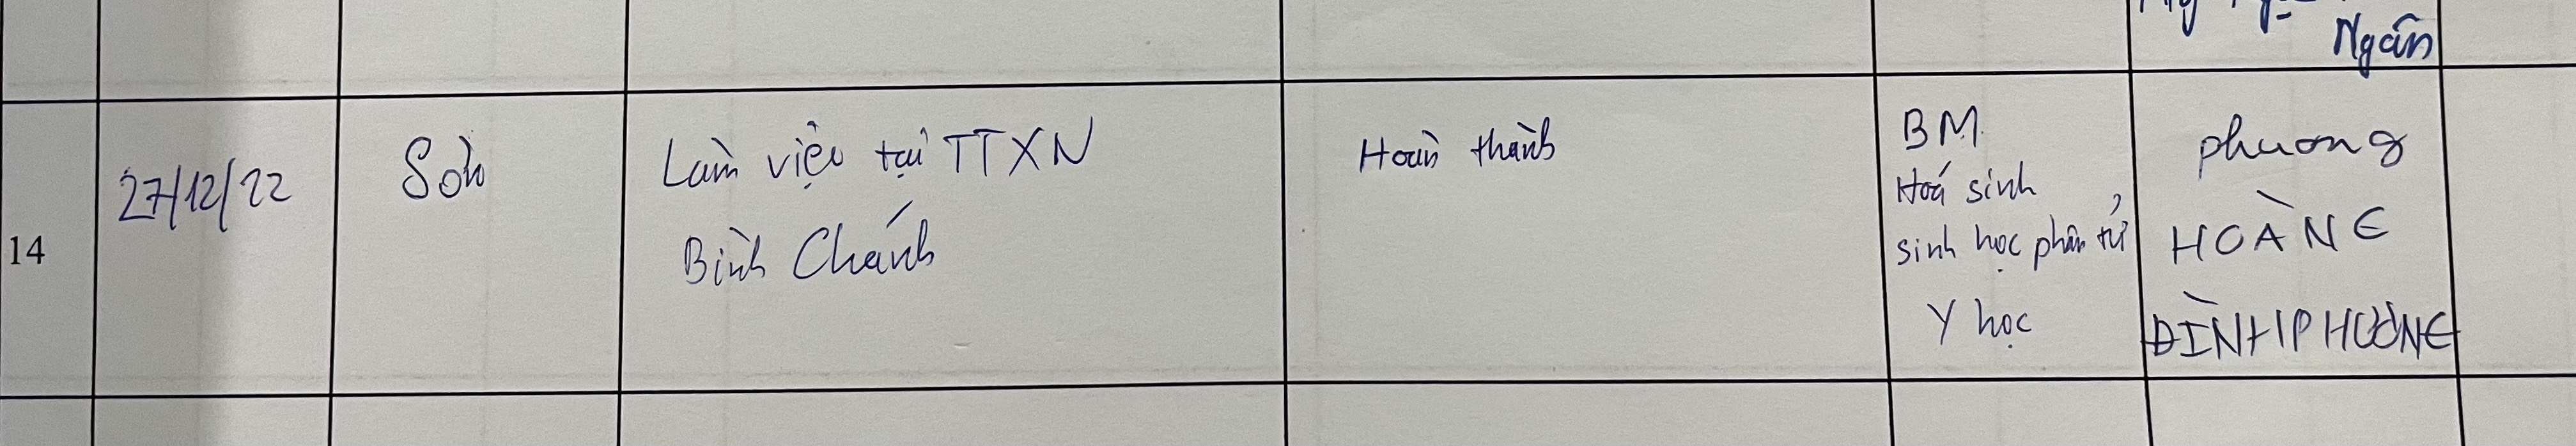 Ngân
14
27/12/22
Sơn
Làm việc tại TTXN
Bình Chánh
Hoàn thành
BM
Hoá sinh
sinh học phân tử
Y học
phuong
HOÀNG
ĐÌNH PHƯƠNG